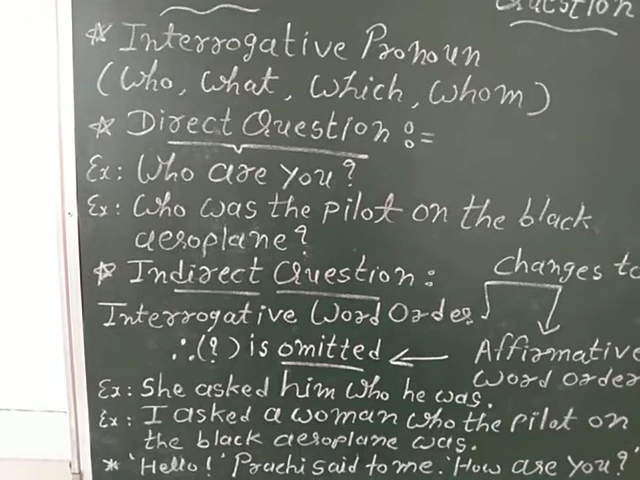 Question
* Interrogative Pronoun
(Who, What, Which, Whom)
* Direct Question :=
Ex: Who are you?
Ex: Who was the pilot on the black
aeroplane?
* Indirect Question :
Changes to
Interrogative Word Order
∴(?) is omitted ← Affirmative
Word order
Ex: She asked him who he was.
Ex: I asked a woman who the pilot on
the black aeroplane was.
* 'Hello!' Prachi said to me. 'How are you?'